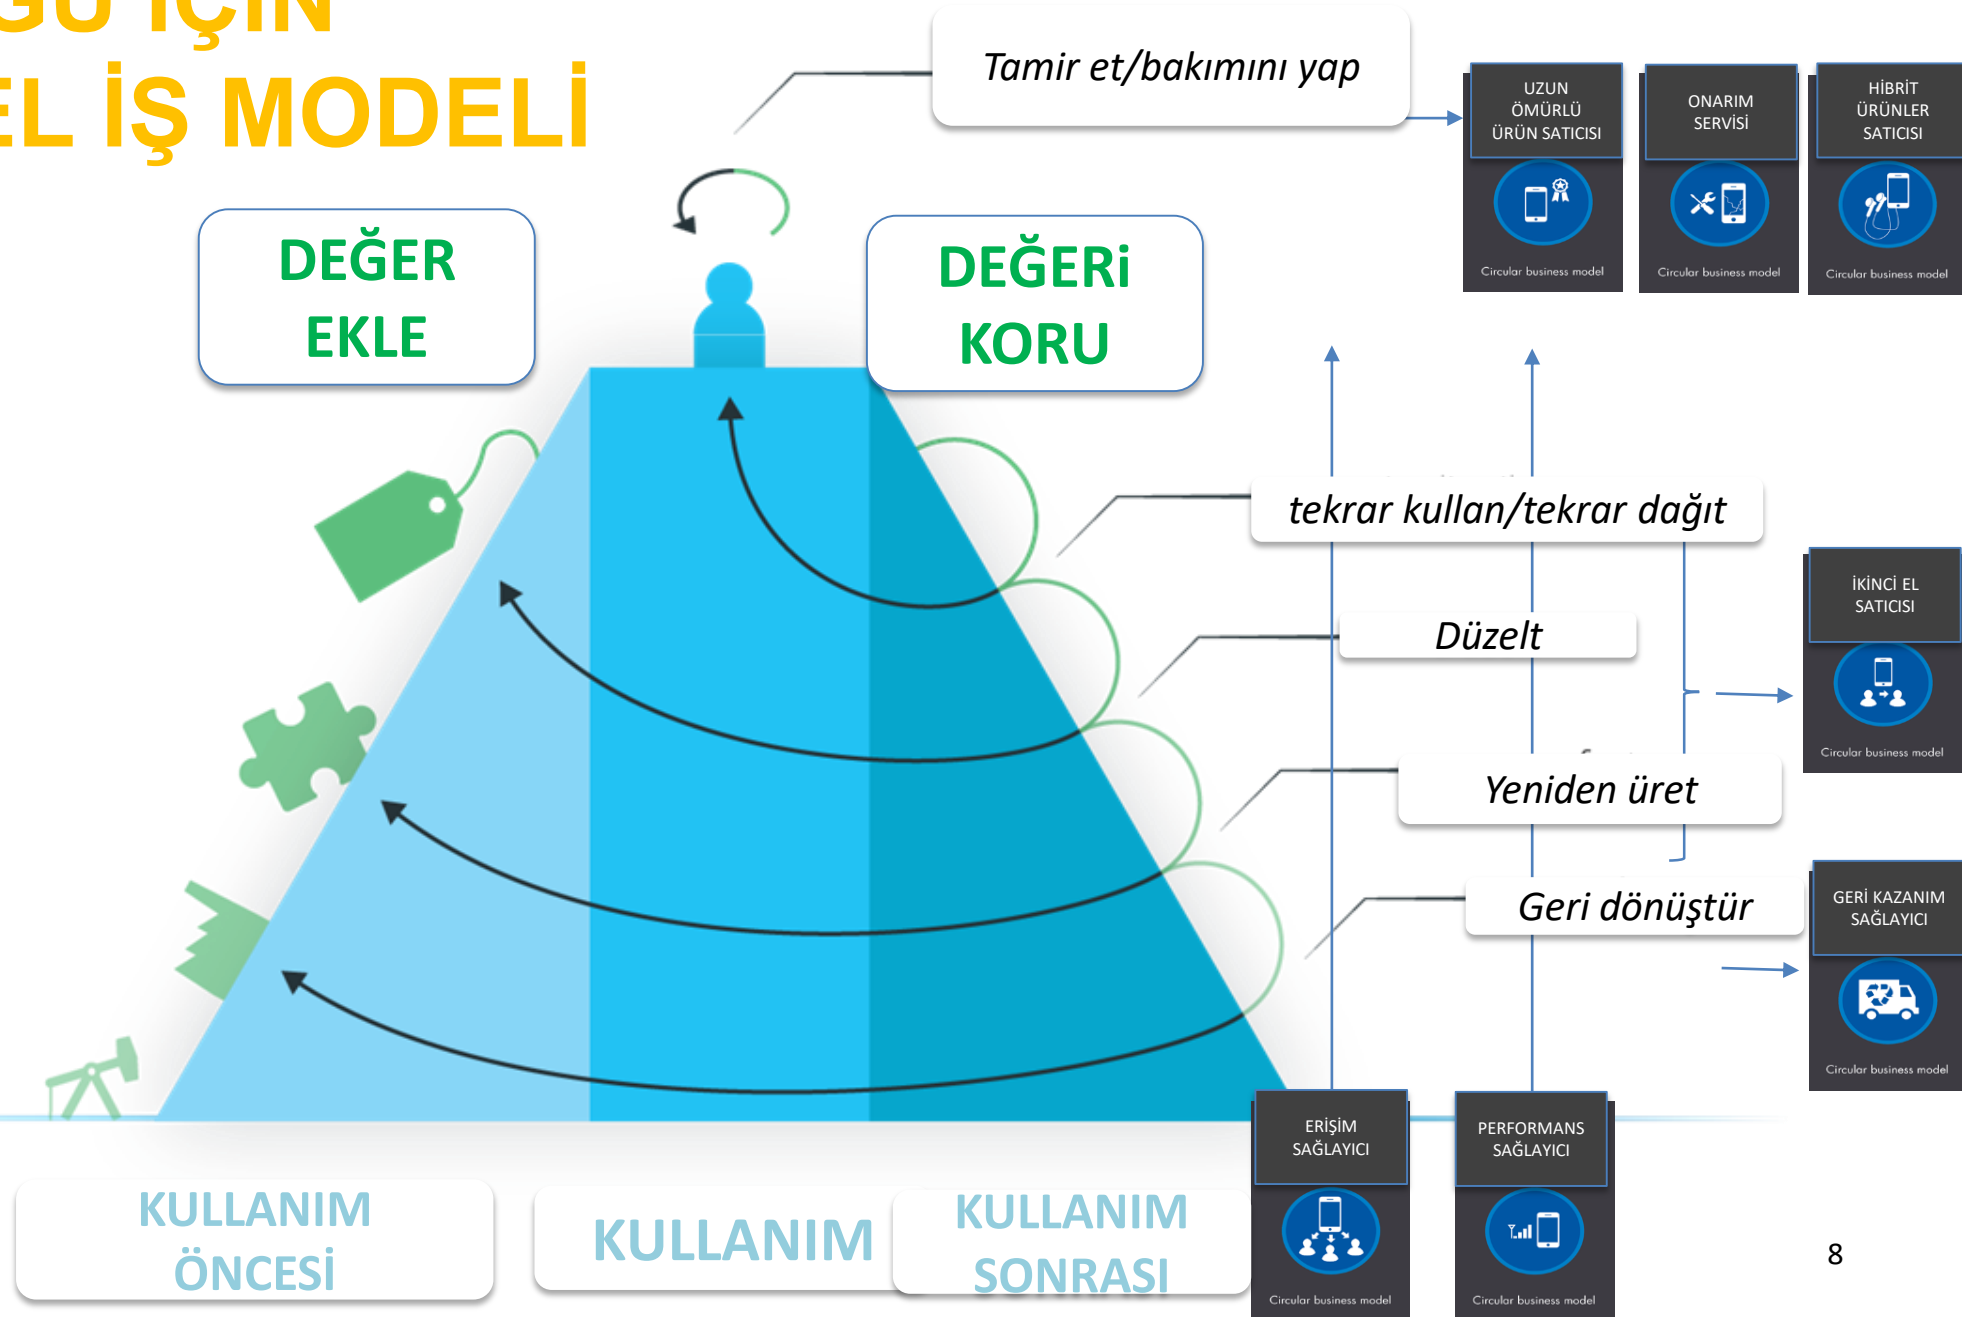 İÇİN
İŞ MODELİ
Tamir et/bakımını yap
UZUN
ÖMÜRLÜ
ÜRÜN SATICISI
Circular business model
ONARIM
SERVİSİ
Circular business model
HİBRİT
ÜRÜNLER
SATICISI
Circular business model
DEĞER
EKLE
DEĞERi
KORU
tekrar kullan/tekrar dağıt
Düzelt
Yeniden üret
Geri dönüştür
İKİNCİ EL
SATICISI
Circular business model
GERİ KAZANIM
SAĞLAYICI
Circular business model
ERİŞİM
SAĞLAYICI
Circular business model
PERFORMANS
SAĞLAYICI
Circular business model
KULLANIM
ÖNCESİ
KULLANIM
KULLANIM
SONRASI
8